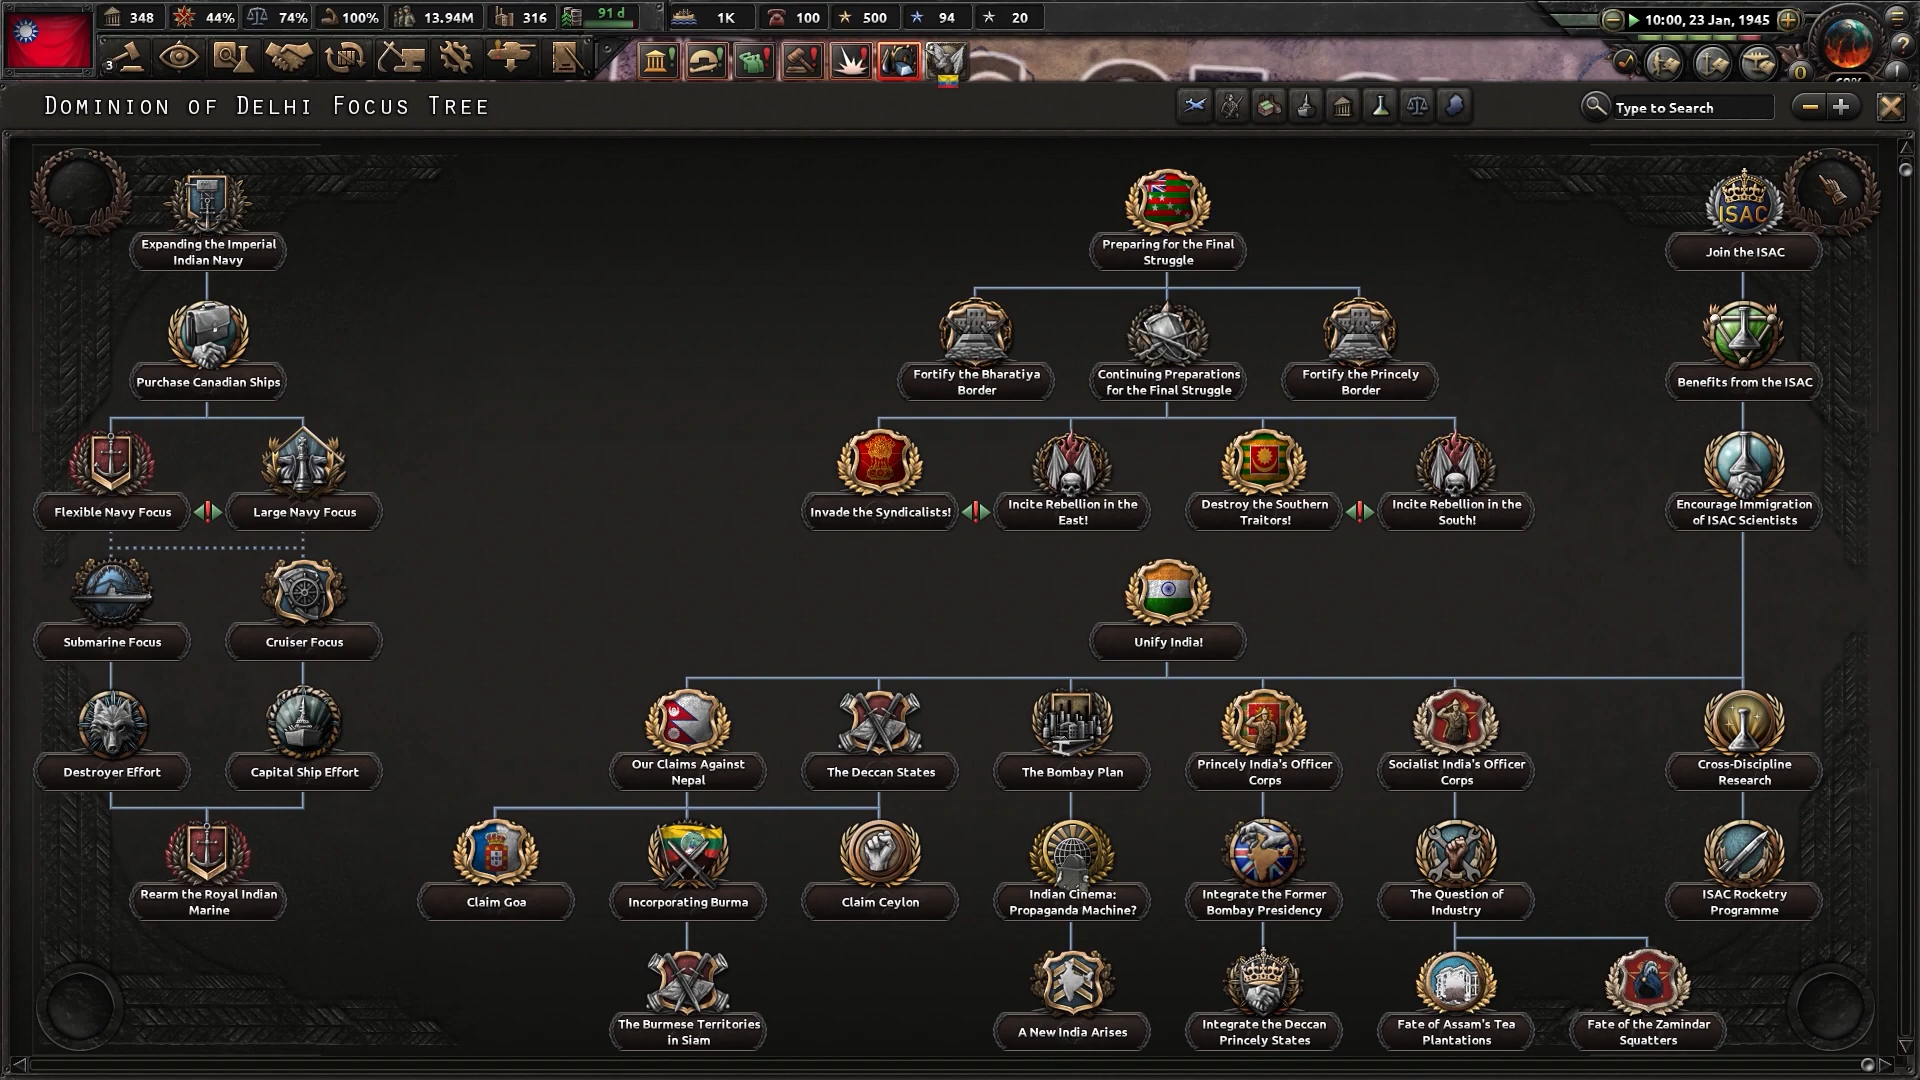 348
44%
74%
100%
13.94M
316
91 d
1K
100
500
94
20
10:00, 23 Jan, 1945
3
0
Dominion of Delhi Focus Tree
Type to Search
Expanding the Imperial
Indian Navy
Preparing for the Final
Struggle
ISAC
Join the ISAC
Purchase Canadian Ships
Fortify the Bharatiya
Border
Continuing Preparations
for the Final Struggle
Fortify the Princely
Border
Benefits from the ISAC
Flexible Navy Focus
Large Navy Focus
Invade the Syndicalists!
Incite Rebellion in the
East!
Destroy the Southern
Traitors!
Incite Rebellion in the
South!
Encourage Immigration
of ISAC Scientists
Submarine Focus
Cruiser Focus
Unify India!
Destroyer Effort
Capital Ship Effort
Our Claims Against
Nepal
The Deccan States
The Bombay Plan
Princely India's Officer
Corps
Socialist India's Officer
Corps
Cross-Discipline
Research
Rearm the Royal Indian
Marine
Claim Goa
Incorporating Burma
Claim Ceylon
Indian Cinema:
Propaganda Machine?
Integrate the Former
Bombay Presidency
The Question of
Industry
ISAC Rocketry
Programme
The Burmese Territories
in Siam
A New India Arises
Integrate the Deccan
Princely States
Fate of Assam's Tea
Plantations
Fate of the Zamindar
Squatters